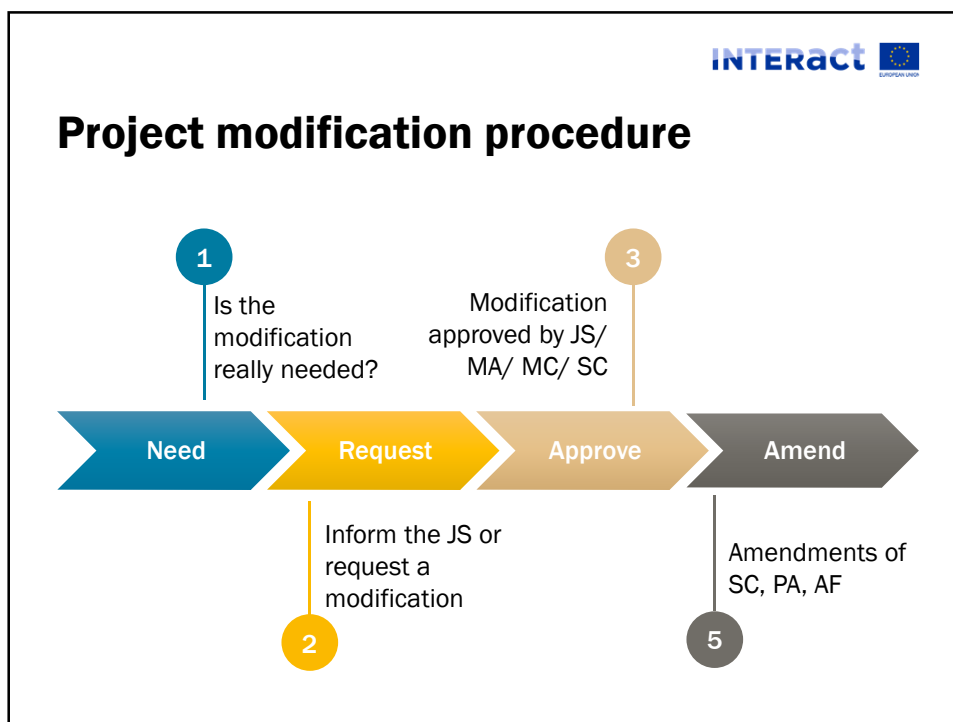 INTERact
EUROPEAN UNION
Project modification procedure
1
Is the
modification
really needed?
3
Modification
approved by JS/
MA/ MC/ SC
Need
Request
Approve
Amend
Inform the JS or
request a
modification
2
Amendments of
SC, PA, AF
5